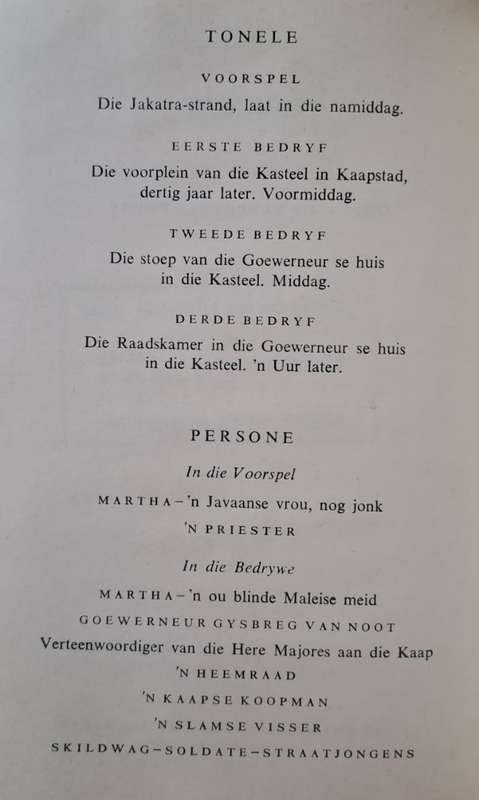 TONELE
VOORSPEL
Die Jakatra-strand, laat in die namiddag.
EERSTE BEDRYF
Die voorplein van die Kasteel in Kaapstad,
dertig jaar later. Voormiddag.
TWEEDE BEDRYF
Die stoep van die Goewerneur se huis
in die Kasteel. Middag.
DERDE BEDRYF
Die Raadskamer in die Goewerneur se huis
in die Kasteel. 'n Uur later.
PERSONE
In die Voorspel
MARTHA–'n Javaanse vrou, nog jonk
'N PRIESTER
In die Bedrywe
MARTHA–'n ou blinde Maleise meid
GOEWERNEUR GYSBREG VAN NOOT
Verteenwoordiger van die Here Majores aan die Kaap
'N HEEMRAAD
'N KAAPSE KOOPMAN
'N SLAMSE VISSER
SKILDWAG–SOLDATE–STRAATJONGENS